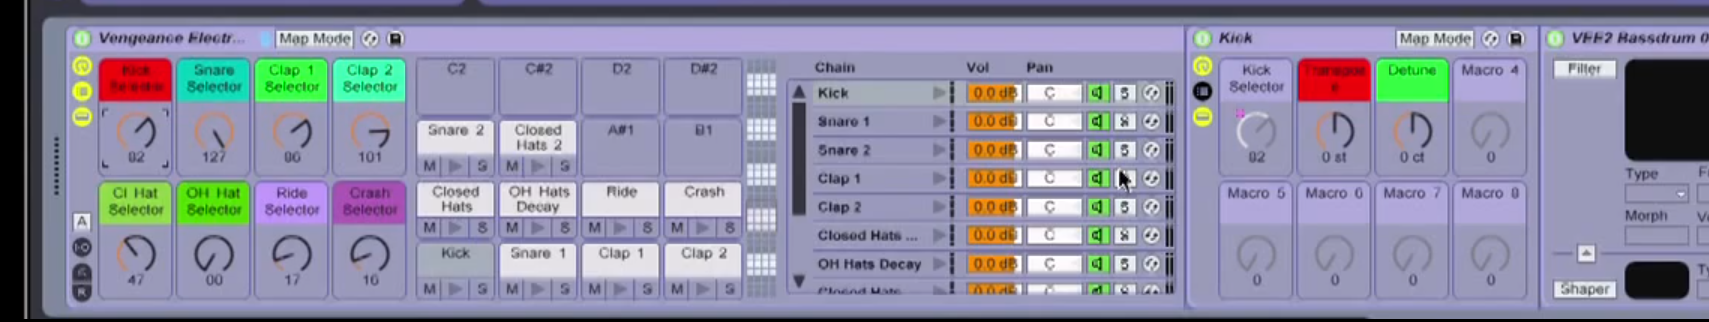 Vengeance Electr... Map Mode
Kick Selector
Snare Selector
Clap 1 Selector
Clap 2 Selector
82 127 86 101
Cl Hat Selector
OH Hat Selector
Ride Selector
Crash Selector
47 00 17 16
A
C2 C#2 D2 D#2
Snare 2
Closed Hats 2
A#1 B1
M S M S
Closed Hats
OH Hats Decay
Ride
Crash
M S M S M S M S
Kick Snare 1 Clap 1 Clap 2
M S M S M S M S
Chain Vol Pan
Kick 0.0 dB C S
Snare 1 0.0 dB C S
Snare 2 0.0 dB C S
Clap 1 0.0 dB C
Clap 2 0.0 dB C S
Closed Hats ... 0.0 dB C S
OH Hats Decay 0.0 dB C S
Closed Hats 0.0 dB C S
Kick Map Mode
Kick Selector
Detune
Macro 4
82 0 st 0 ct 0
Macro 5 Macro 6 Macro 7 Macro 8
0 0 0 0
VEE2 Bassdrum 0
Filter
Type
Morph
Shaper